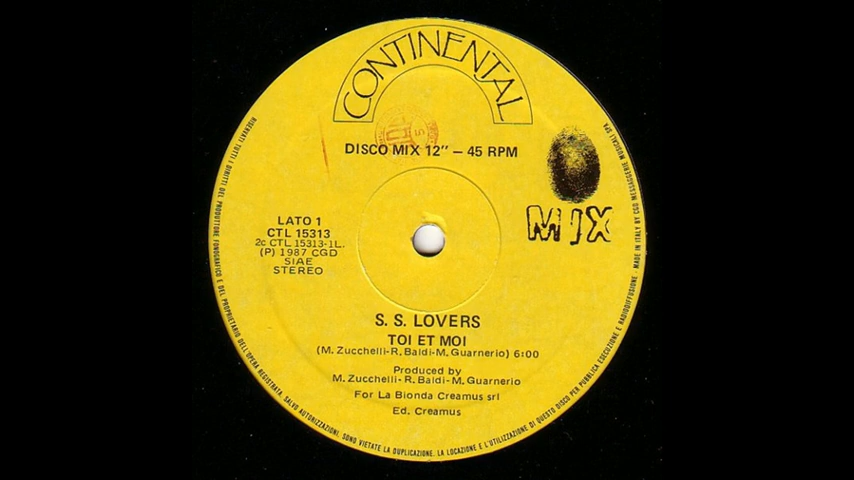 CONTINENTAL
DISCO MIX 12" — 45 RPM
MIX
LATO 1
CTL 15313
2c CTL 15313-1L.
(P) 1987 CGD
SIAE
STEREO
S. S. LOVERS
TOI ET MOI
(M. Zucchelli-R. Baldi-M. Guarnerio) 6:00
Produced by
M. Zucchelli- R. Baldi-M. Guarnerio
For La Bionda Creamus srl
Ed. Creamus
RISERVATI TUTTI I DIRITTI DEL PRODUTTORE FONOGRAFICO E DEL PROPRIETARIO DELL'OPERA REGISTRATA. SALVO AUTORIZZAZIONI, SONO VIETATE LA DUPLICAZIONE, LA LOCAZIONE E L'UTILIZZAZIONE DI QUESTO DISCO PER PUBBLICA ESECUZIONE E RADIODIFFUSIONE - MADE IN ITALY BY CGD MESSAGGERIE MUSICALI SPA